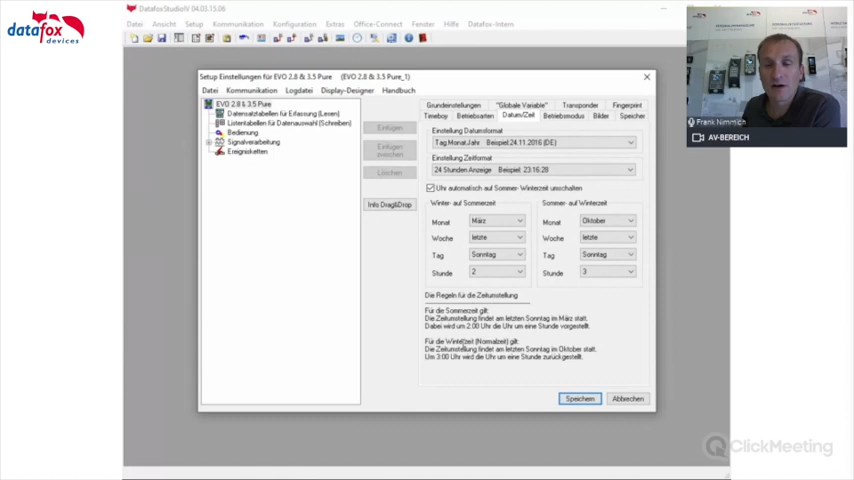 datafox
devices
DatafoxStudioIV 04.03.15.06
Datei Ansicht Setup Kommunikation Konfiguration Extras Office-Connect Fenster Hilfe Datafox-Intern
Setup Einstellungen für EVO 2.8 & 3.5 Pure (EVO 2.8 & 3.5 Pure_1)
Datei Kommunikation Logdatei Display-Designer Handbuch
EVO 2.8 & 3.5 Pure
Datensatztabellen für Erfassung (Lesen)
Listentabellen für Datenauswahl (Schreiben)
Bedienung
Signalverarbeitung
Ereignisketten
Einfügen
Einfügen
zwischen
Löschen
Info Drag&Drop
Grundeinstellungen "Globale Variable" Transponder Fingerprint
Timeboy Betriebsarten Datum/Zeit Betriebsmodus Bilder Speicher
Einstellung Datumsformat
Tag.Monat.Jahr Beispiel:24.11.2016 (DE)
Einstellung Zeitformat
24 Stunden Anzeige Beispiel: 23:16:28
Uhr automatisch auf Sommer- Winterzeit umschalten
Winter- auf Sommerzeit
Monat März
Woche letzte
Tag Sonntag
Stunde 2
Sommer- auf Winterzeit
Monat Oktober
Woche letzte
Tag Sonntag
Stunde 3
Die Regeln für die Zeitumstellung
Für die Sommerzeit gilt:
Die Zeitumstellung findet am letzten Sonntag im März statt.
Dabei wird um 2:00 Uhr die Uhr um eine Stunde vorgestellt.
Für die Winterzeit (Normalzeit) gilt:
Die Zeitumstellung findet am letzten Sonntag im Oktober statt.
Um 3:00 Uhr wird die Uhr um eine Stunde zurückgestellt.
Speichern
Abbrechen
Frank Nimmich
AV-BEREICH
ClickMeeting